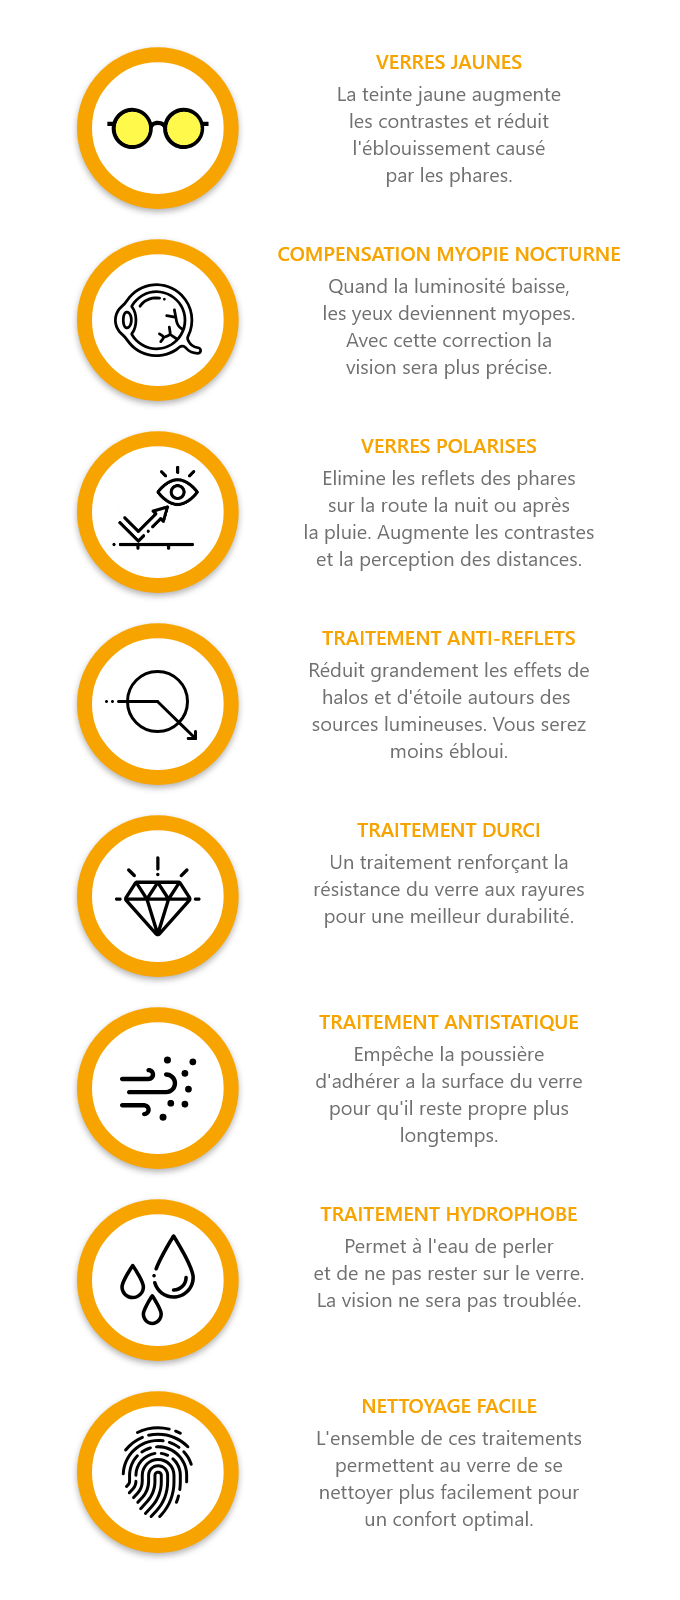 VERRES JAUNES
La teinte jaune augmente
les contrastes et réduit
l'éblouissement causé
par les phares.
COMPENSATION MYOPIE NOCTURNE
Quand la luminosité baisse,
les yeux deviennent myopes.
Avec cette correction la
vision sera plus précise.
VERRES POLARISES
Elimine les reflets des phares
sur la route la nuit ou après
la pluie. Augmente les contrastes
et la perception des distances.
TRAITEMENT ANTI-REFLETS
Réduit grandement les effets de
halos et d'étoile autours des
sources lumineuses. Vous serez
moins ébloui.
TRAITEMENT DURCI
Un traitement renforçant la
résistance du verre aux rayures
pour une meilleur durabilité.
TRAITEMENT ANTISTATIQUE
Empêche la poussière
d'adhérer a la surface du verre
pour qu'il reste propre plus
longtemps.
TRAITEMENT HYDROPHOBE
Permet à l'eau de perler
et de ne pas rester sur le verre.
La vision ne sera pas troublée.
NETTOYAGE FACILE
L'ensemble de ces traitements
permettent au verre de se
nettoyer plus facilement pour
un confort optimal.